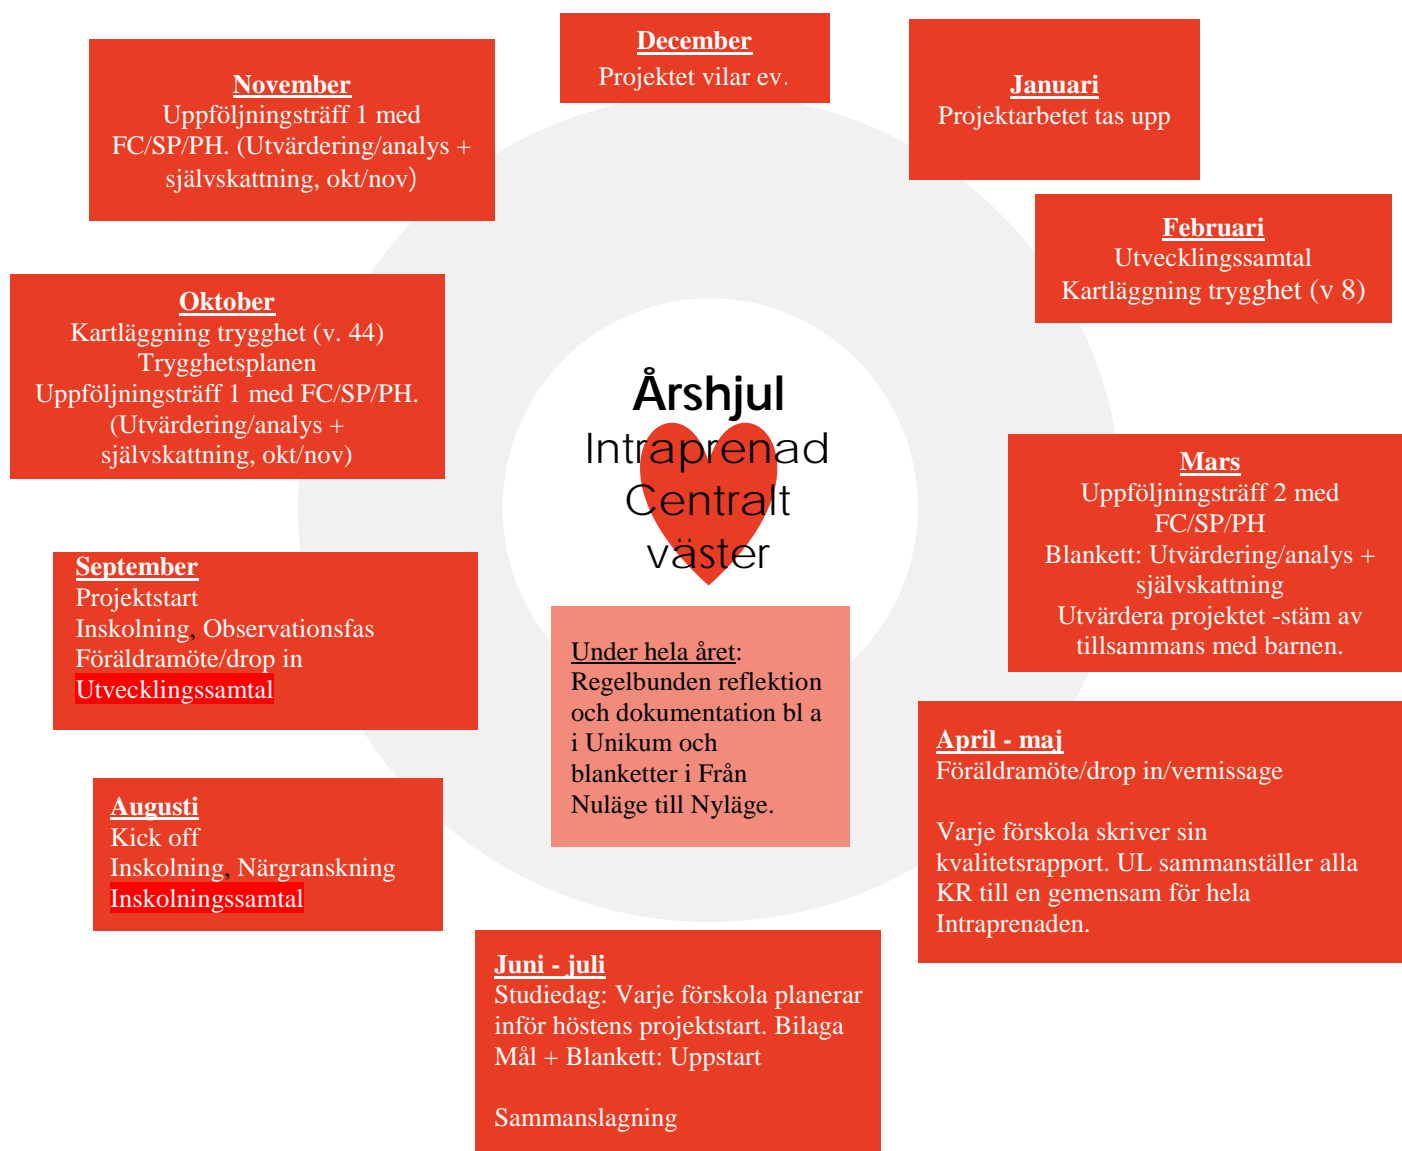 December
Projektet vilar ev.
Januari
Projektarbetet tas upp
Februari
Utvecklingssamtal
Kartläggning trygghet (v 8)
Mars
Uppföljningsträff 2 med
FC/SP/PH
Blankett: Utvärdering/analys +
självskattning
Utvärdera projektet -stäm av
tillsammans med barnen.
April - maj
Föräldramöte/drop in/vernissage
Varje förskola skriver sin
kvalitetsrapport. UL sammanställer alla
KR till en gemensam för hela
Intraprenaden.
Juni - juli
Studiedag: Varje förskola planerar
inför höstens projektstart. Bilaga
Mål + Blankett: Uppstart
Sammanslagning
Augusti
Kick off
Inskolning, Närgranskning
Inskolningssamtal
September
Projektstart
Inskolning, Observationsfas
Föräldramöte/drop in
Utvecklingssamtal
Oktober
Kartläggning trygghet (v. 44)
Trygghetsplanen
Uppföljningsträff 1 med FC/SP/PH.
(Utvärdering/analys +
självskattning, okt/nov)
November
Uppföljningsträff 1 med
FC/SP/PH. (Utvärdering/analys +
självskattning, okt/nov)
Årshjul
Intraprenad
Centralt
väster
Under hela året:
Regelbunden reflektion
och dokumentation bl a
i Unikum och
blanketter i Från
Nuläge till Nyläge.